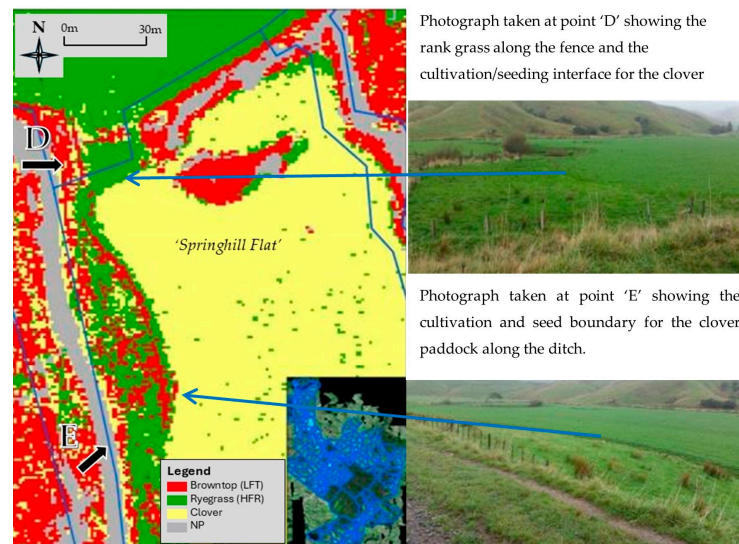 N 0m 30m
D
'Springhill Flat'
E
Legend
Browntop (LFT)
Ryegrass (HFR)
Clover
NP
Photograph taken at point 'D' showing the
rank grass along the fence and the
cultivation/seeding interface for the clover
Photograph taken at point 'E' showing the
cultivation and seed boundary for the clover
paddock along the ditch.